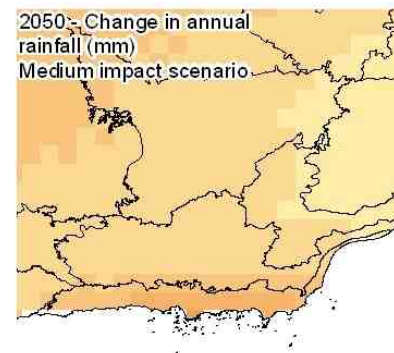 2050 - Change in annual
rainfall (mm)
Medium impact scenario